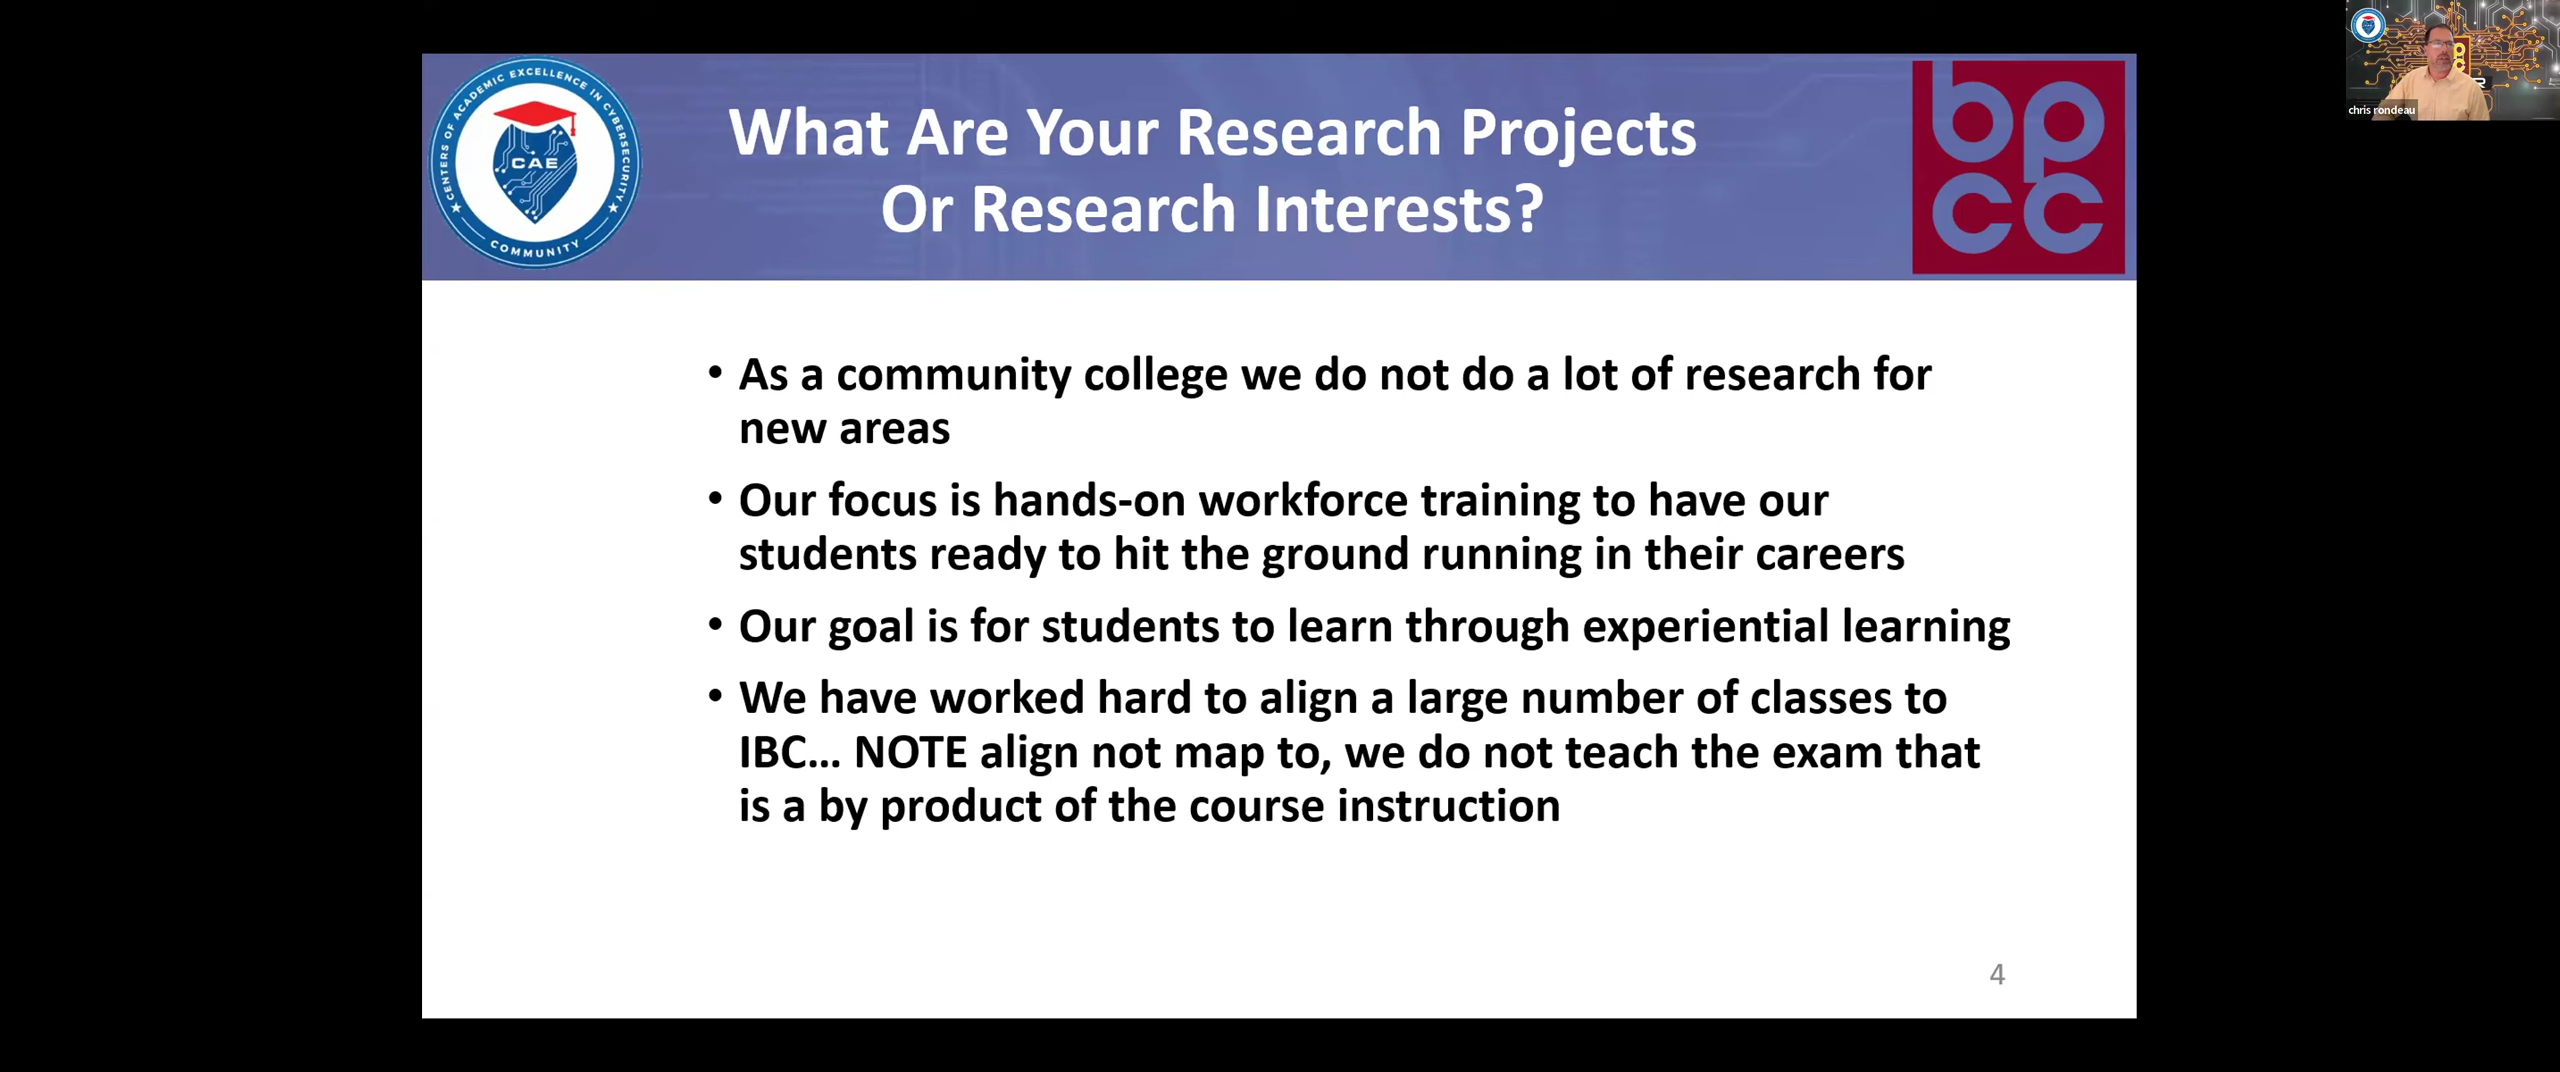 CENTERS OF ACADEMIC EXCELLENCE IN CYBERSECURITY
CAE
COMMUNITY
What Are Your Research Projects
Or Research Interests?
bp
cc
chris rondeau
• As a community college we do not do a lot of research for
new areas
• Our focus is hands-on workforce training to have our
students ready to hit the ground running in their careers
• Our goal is for students to learn through experiential learning
• We have worked hard to align a large number of classes to
IBC... NOTE align not map to, we do not teach the exam that
is a by product of the course instruction
4